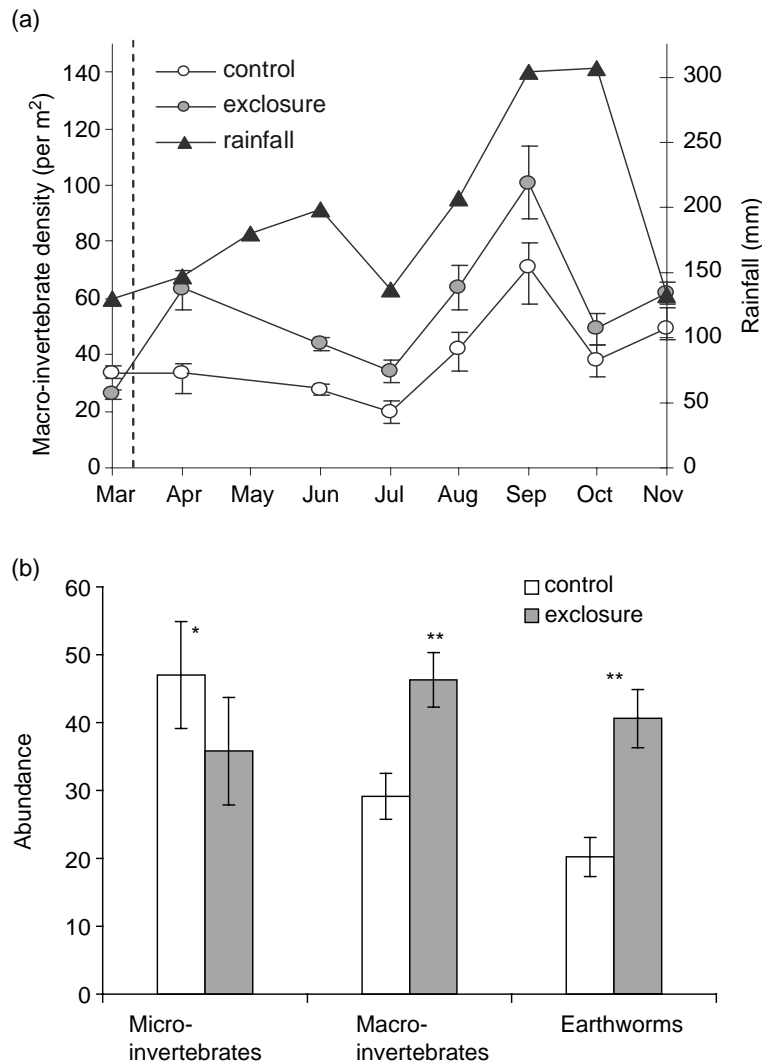 (a)
140
120
100
80
60
40
20
0
Macro-invertebrate density (per m²)
control
exclosure
rainfall
300
250
200
150
100
50
0
Rainfall (mm)
Mar Apr May Jun Jul Aug Sep Oct Nov
(b)
60
50
40
30
20
10
0
Abundance
control
exclosure
*
**
**
Micro-
invertebrates
Macro-
invertebrates
Earthworms